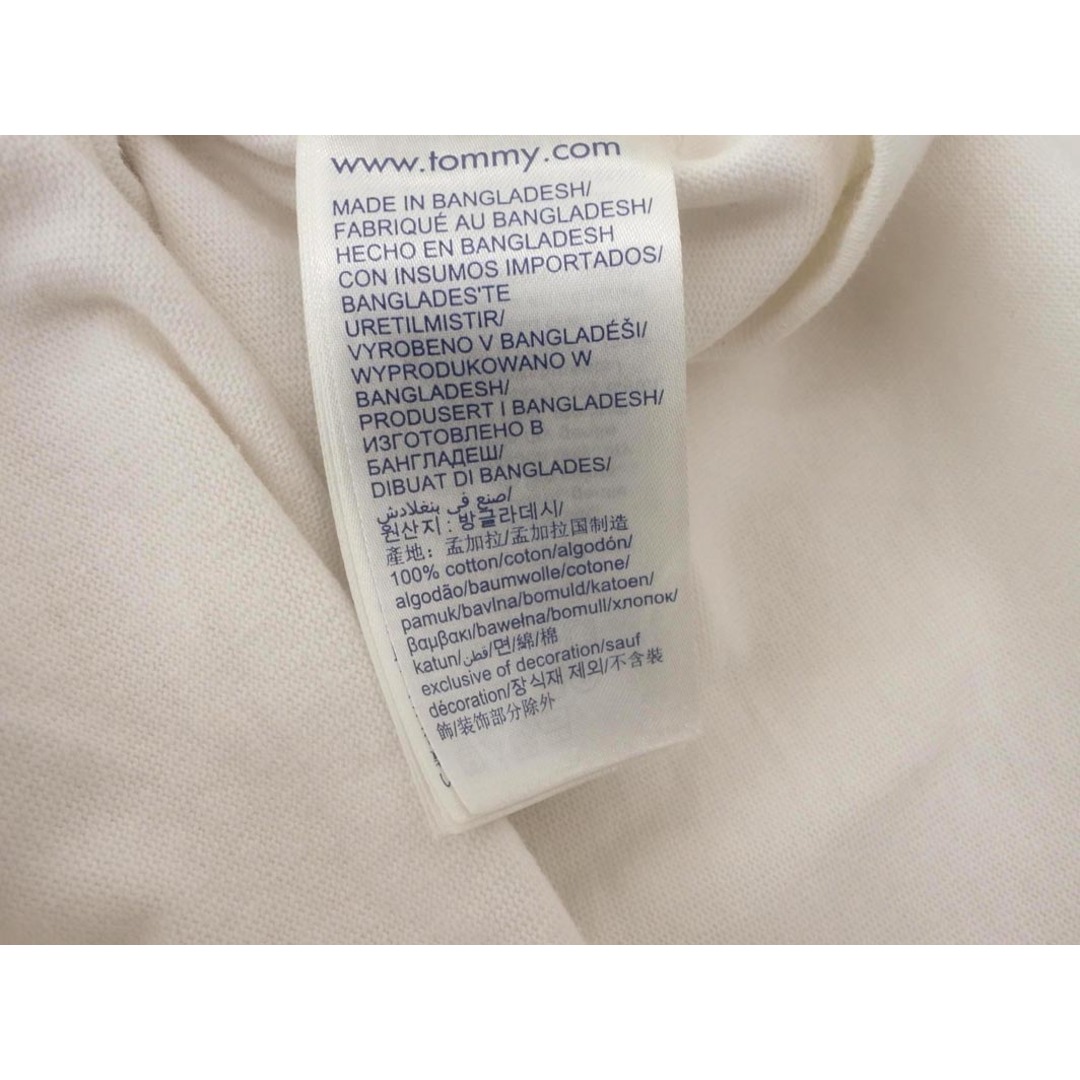 www.tommy.com
MADE IN BANGLADESH/
FABRIQUÉ AU BANGLADESH/
HECHO EN BANGLADESH
CON INSUMOS IMPORTADOS/
BANGLADES'TE
URETILMISTIR/
VYROBENO V BANGLADÉŠI/
WYPRODUKOWANO W
BANGLADESH/
PRODUSERT I BANGLADESH/
ИЗГОТОВЛЕНО В
БАНГЛАДЕШ/
DIBUAT DI BANGLADES/
صنع في بنغلادش/
원산지 : 방글라데시/
產地：孟加拉/孟加拉国制造
100% cotton/coton/algodón/
algodão/baumwolle/cotone/
pamuk/bavlna/bomuld/katoen/
βαμβακι/bawełna/bomull/хлопок/
katun/قطن/면/綿/棉
exclusive of decoration/sauf
décoration/장식재 제외/不含裝
飾/装饰部分除外